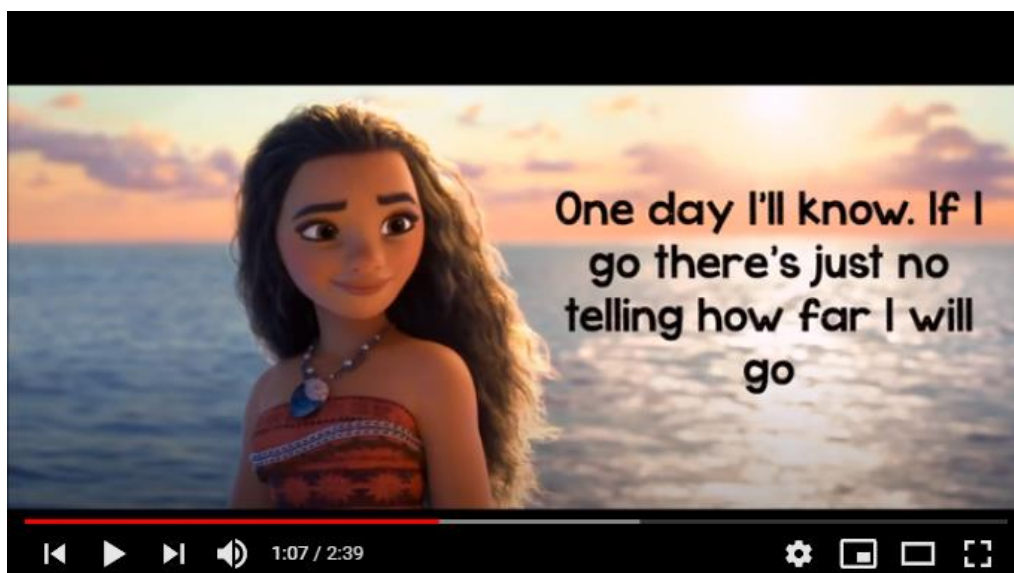 One day I'll know. If I
go there's just no
telling how far I will
go
1:07 / 2:39